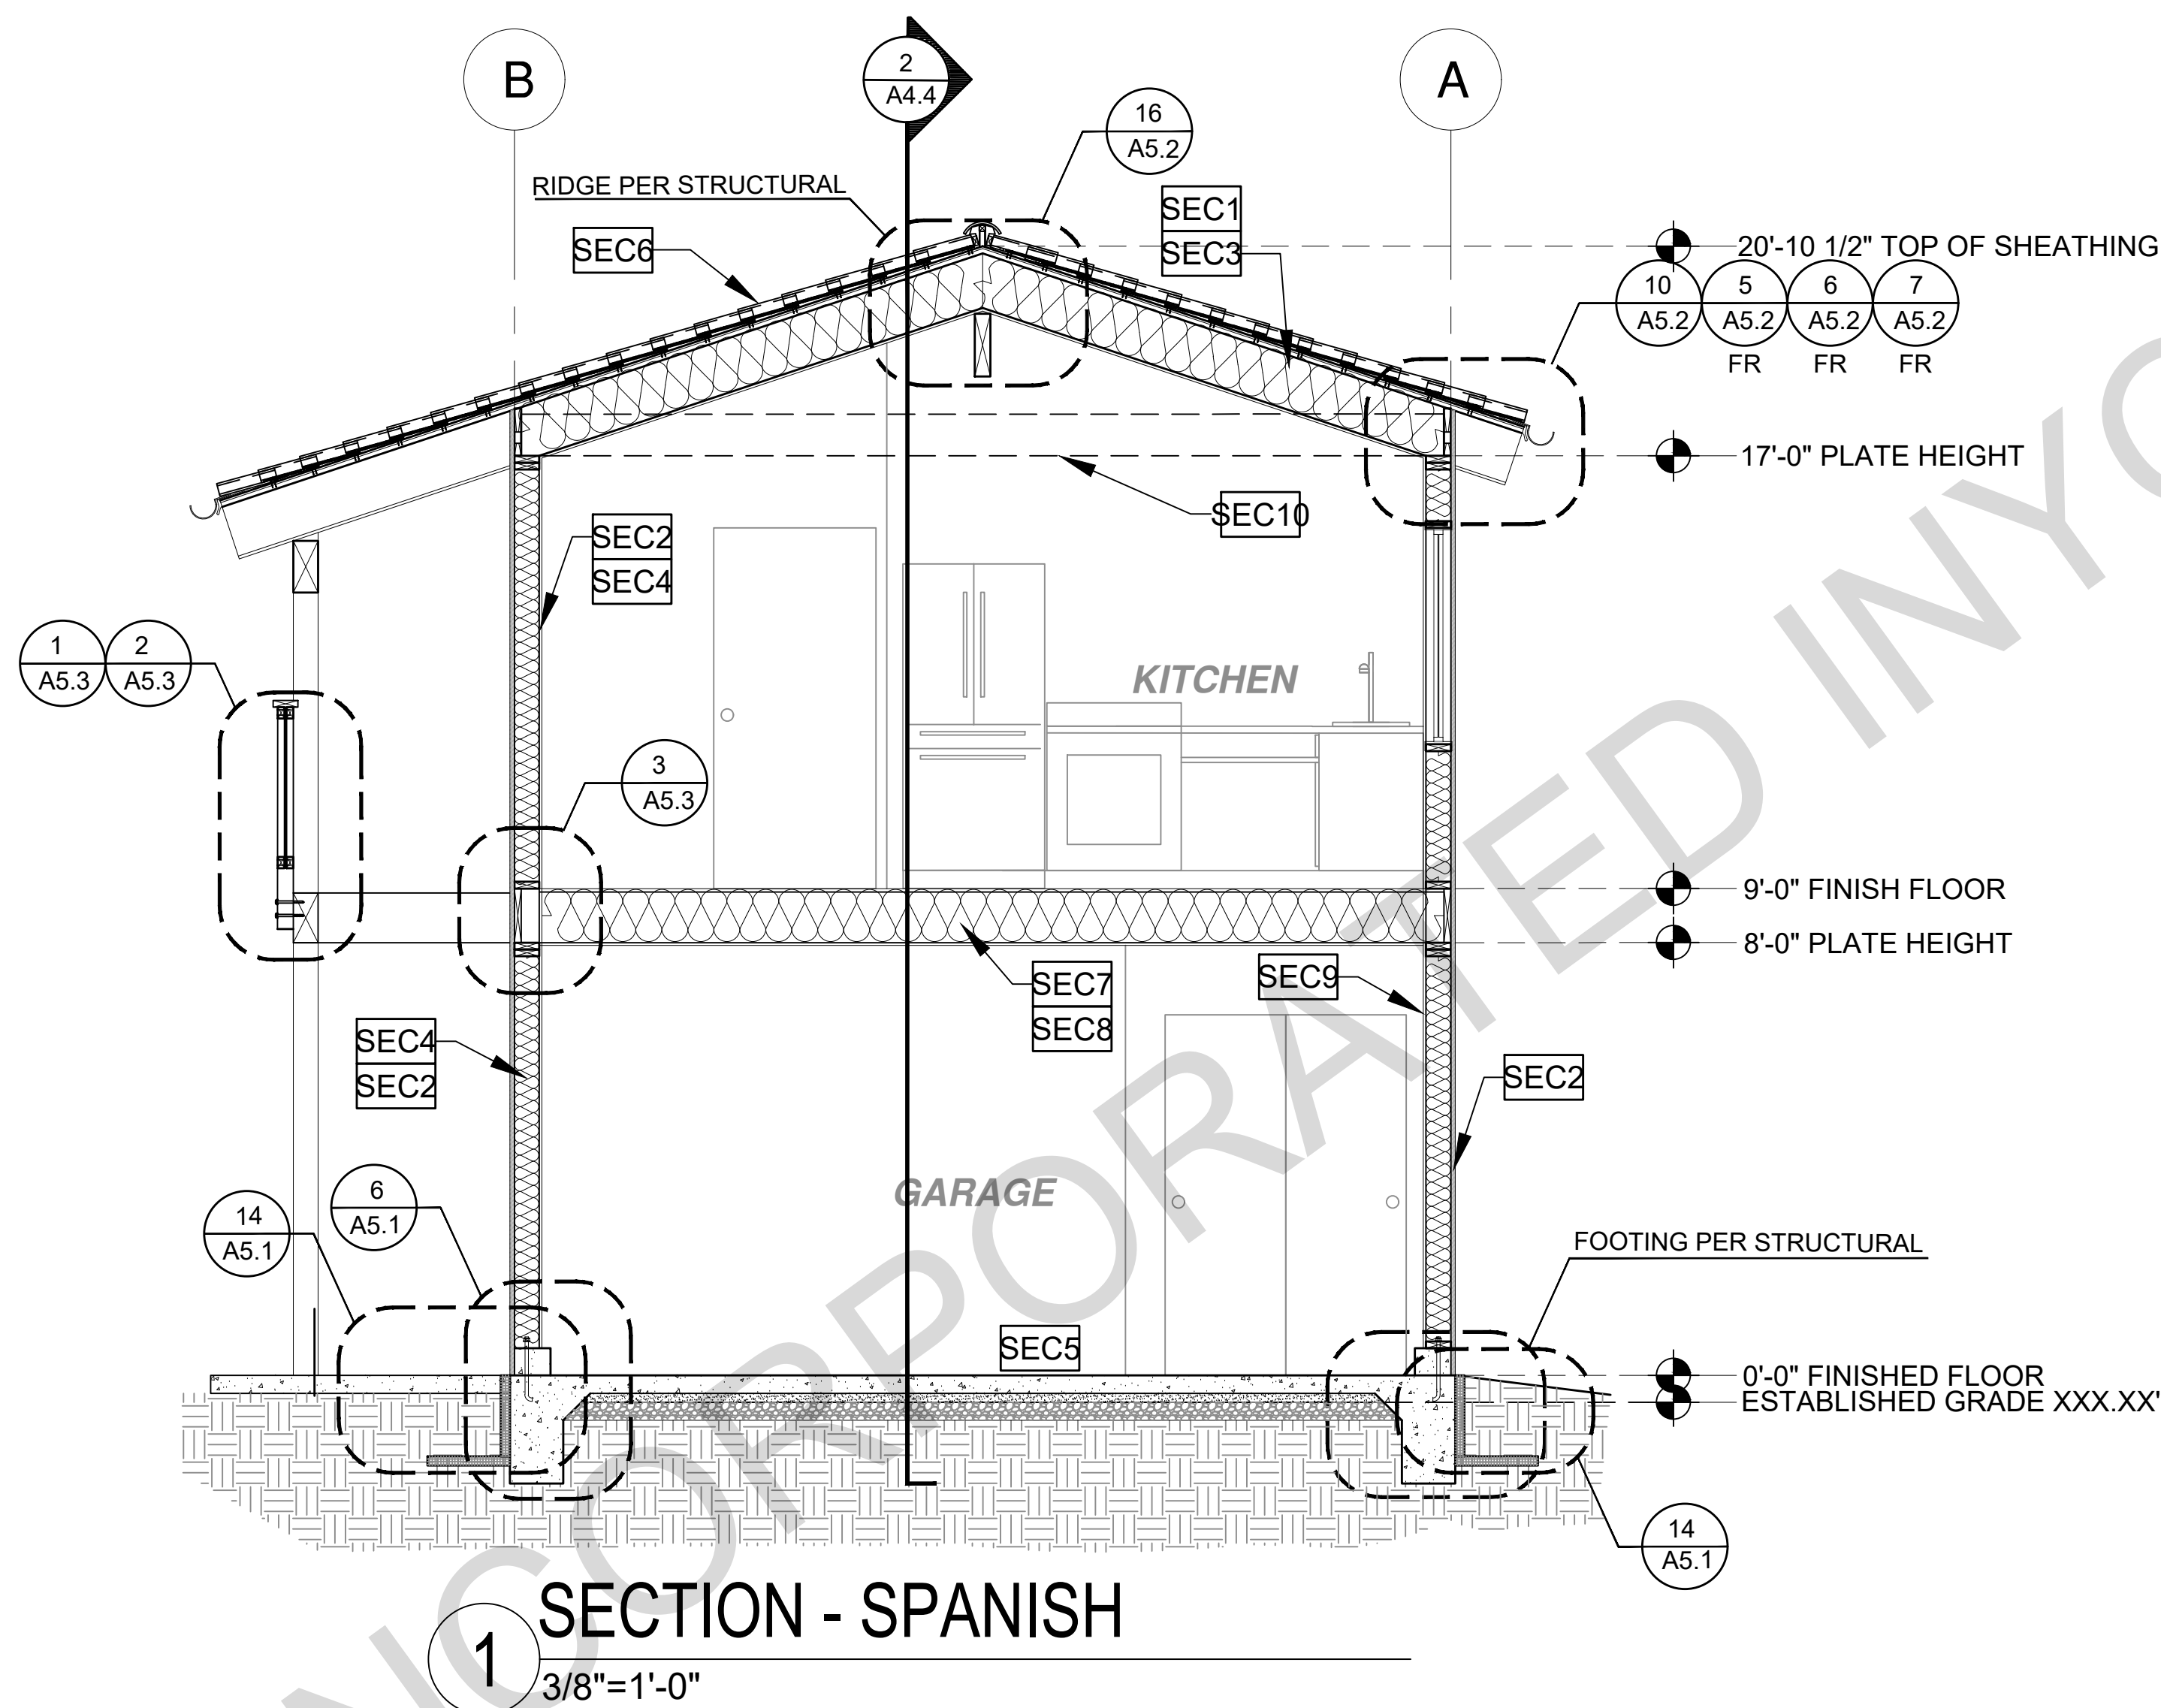 B
2
A4.4
A
16
A5.2
RIDGE PER STRUCTURAL
SEC1
SEC3
SEC6
20'-10 1/2" TOP OF SHEATHING
10
A5.2
5
A5.2
FR
6
A5.2
FR
7
A5.2
FR
17'-0" PLATE HEIGHT
SEC10
SEC2
SEC4
1
A5.3
2
A5.3
KITCHEN
3
A5.3
9'-0" FINISH FLOOR
8'-0" PLATE HEIGHT
SEC7
SEC8
SEC9
SEC4
SEC2
SEC2
GARAGE
14
A5.1
6
A5.1
FOOTING PER STRUCTURAL
SEC5
0'-0" FINISHED FLOOR
ESTABLISHED GRADE XXX.XX'
14
A5.1
1
SECTION - SPANISH
3/8"=1'-0"
NCORPORATED INYO